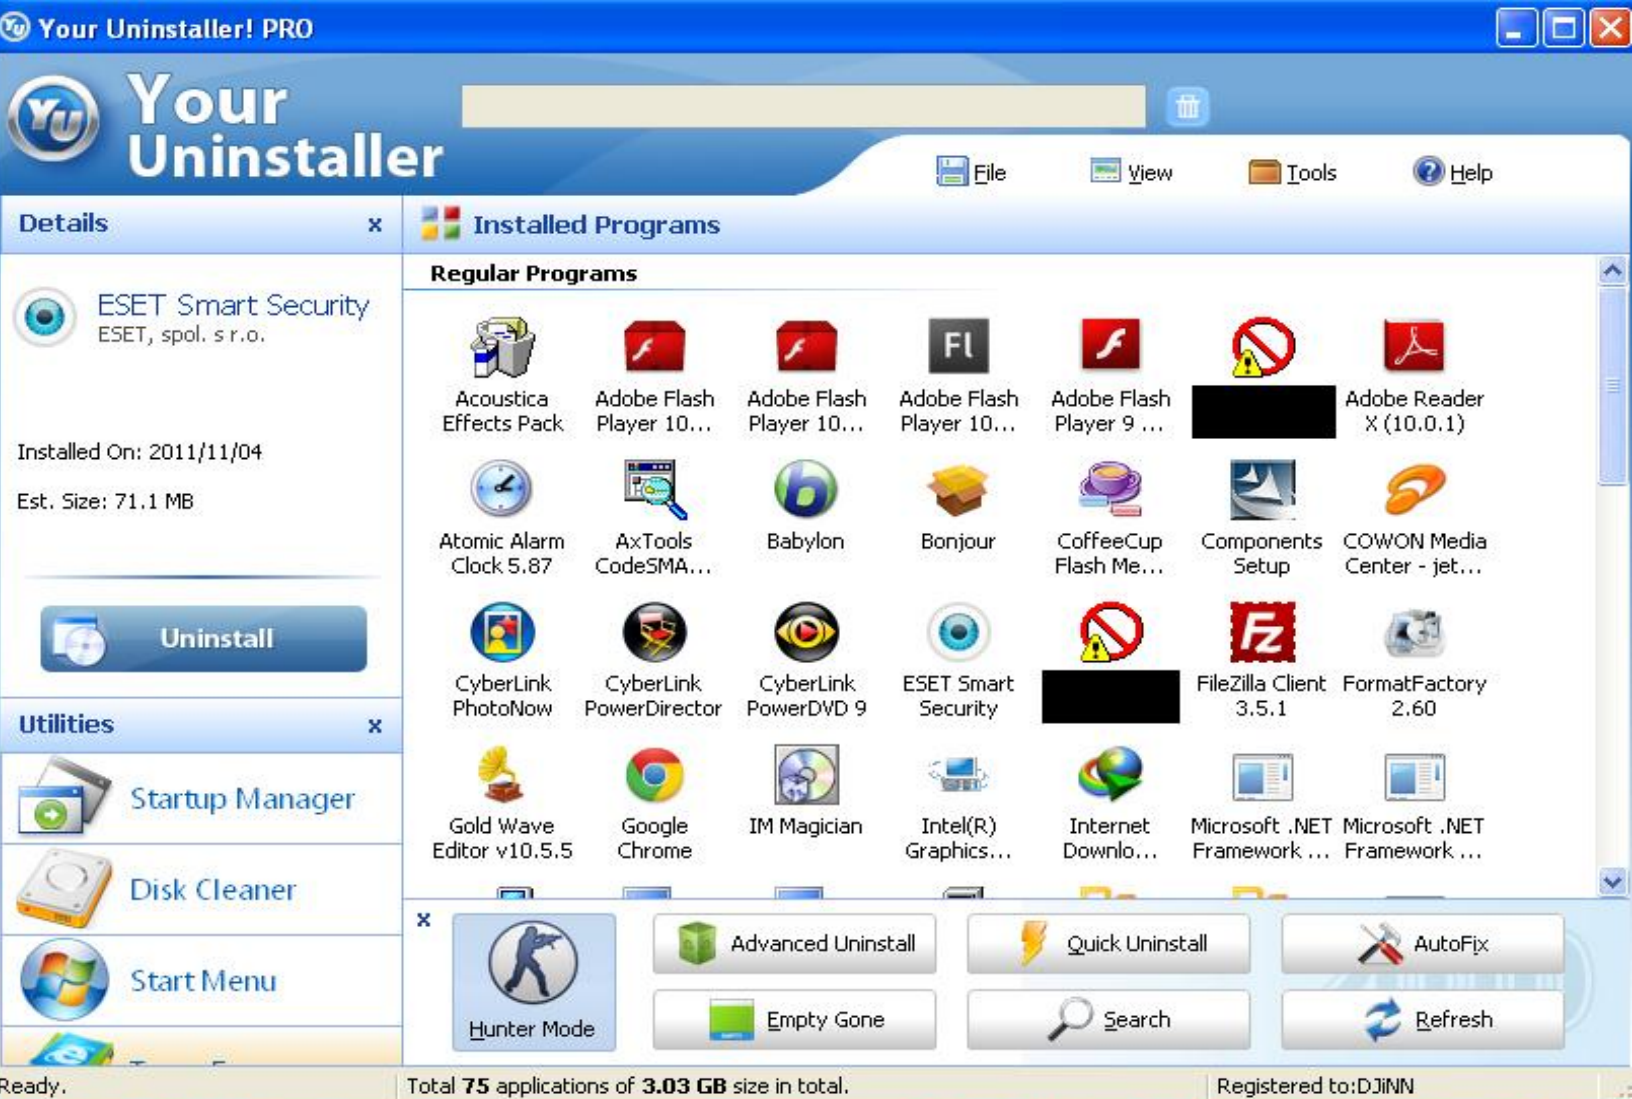 Your Uninstaller! PRO
Your
Uninstaller
File View Tools Help
Details x
Installed Programs
ESET Smart Security
ESET, spol. s r.o.
Installed On: 2011/11/04
Est. Size: 71.1 MB
Uninstall
Utilities x
Startup Manager
Disk Cleaner
Start Menu
Regular Programs
Acoustica Adobe Flash Adobe Flash Adobe Flash Adobe Flash Adobe Reader
Effects Pack Player 10... Player 10... Player 10... Player 9 ... X (10.0.1)
Atomic Alarm AxTools Babylon Bonjour CoffeeCup Components COWON Media
Clock 5.87 CodeSMA... Flash Me... Setup Center - jet...
CyberLink CyberLink CyberLink ESET Smart FileZilla Client FormatFactory
PhotoNow PowerDirector PowerDVD 9 Security 3.5.1 2.60
Gold Wave Google IM Magician Intel(R) Internet Microsoft .NET Microsoft .NET
Editor v10.5.5 Chrome Graphics... Downlo... Framework ... Framework ...
x
Hunter Mode
Advanced Uninstall Quick Uninstall AutoFix
Empty Gone Search Refresh
Ready. Total 75 applications of 3.03 GB size in total. Registered to:DJiNN